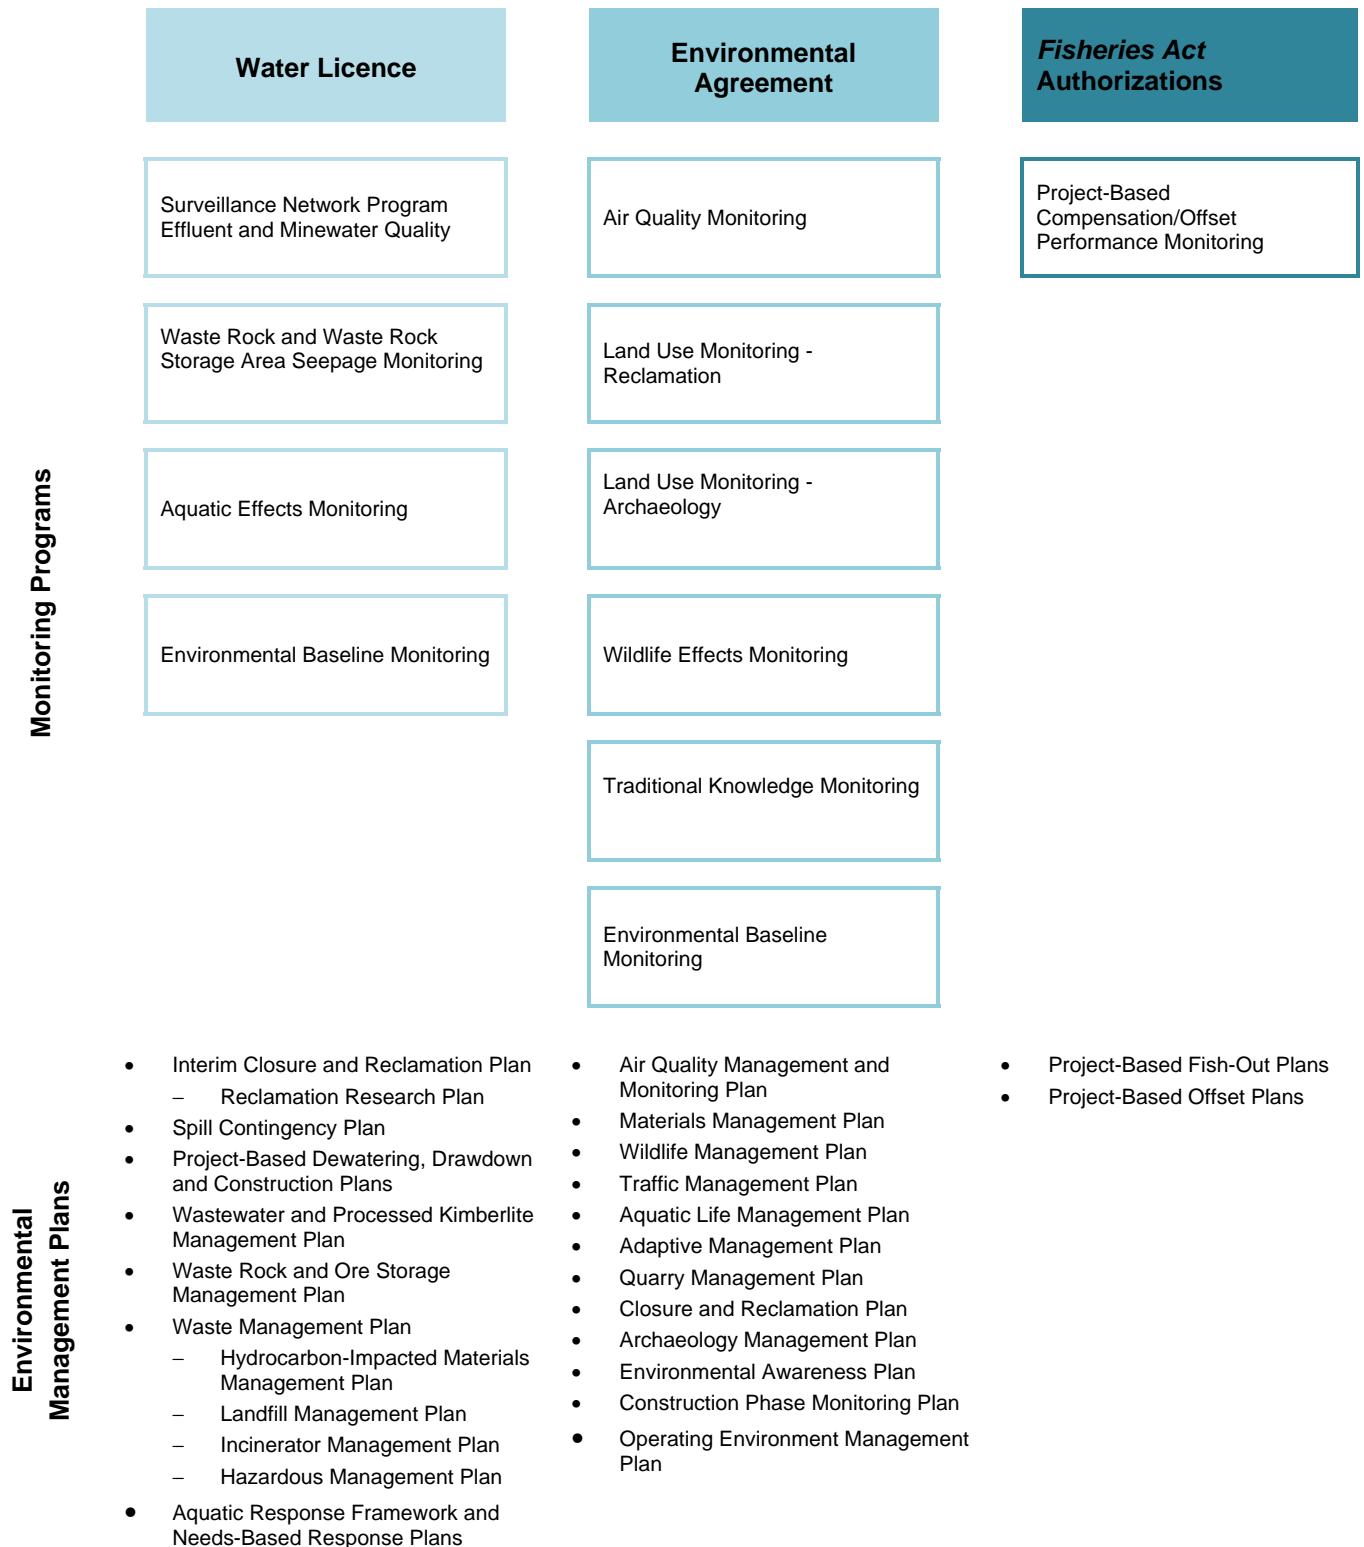 Water Licence
Environmental
Agreement
Fisheries Act
Authorizations
Monitoring Programs
Surveillance Network Program
Effluent and Minewater Quality
Waste Rock and Waste Rock
Storage Area Seepage Monitoring
Aquatic Effects Monitoring
Environmental Baseline Monitoring
Air Quality Monitoring
Land Use Monitoring -
Reclamation
Land Use Monitoring -
Archaeology
Wildlife Effects Monitoring
Traditional Knowledge Monitoring
Environmental Baseline
Monitoring
Project-Based
Compensation/Offset
Performance Monitoring
Environmental
Management Plans
• Interim Closure and Reclamation Plan
– Reclamation Research Plan
• Spill Contingency Plan
• Project-Based Dewatering, Drawdown
and Construction Plans
• Wastewater and Processed Kimberlite
Management Plan
• Waste Rock and Ore Storage
Management Plan
• Waste Management Plan
– Hydrocarbon-Impacted Materials
Management Plan
– Landfill Management Plan
– Incinerator Management Plan
– Hazardous Management Plan
• Aquatic Response Framework and
Needs-Based Response Plans
• Air Quality Management and
Monitoring Plan
• Materials Management Plan
• Wildlife Management Plan
• Traffic Management Plan
• Aquatic Life Management Plan
• Adaptive Management Plan
• Quarry Management Plan
• Closure and Reclamation Plan
• Archaeology Management Plan
• Environmental Awareness Plan
• Construction Phase Monitoring Plan
• Operating Environment Management
Plan
• Project-Based Fish-Out Plans
• Project-Based Offset Plans